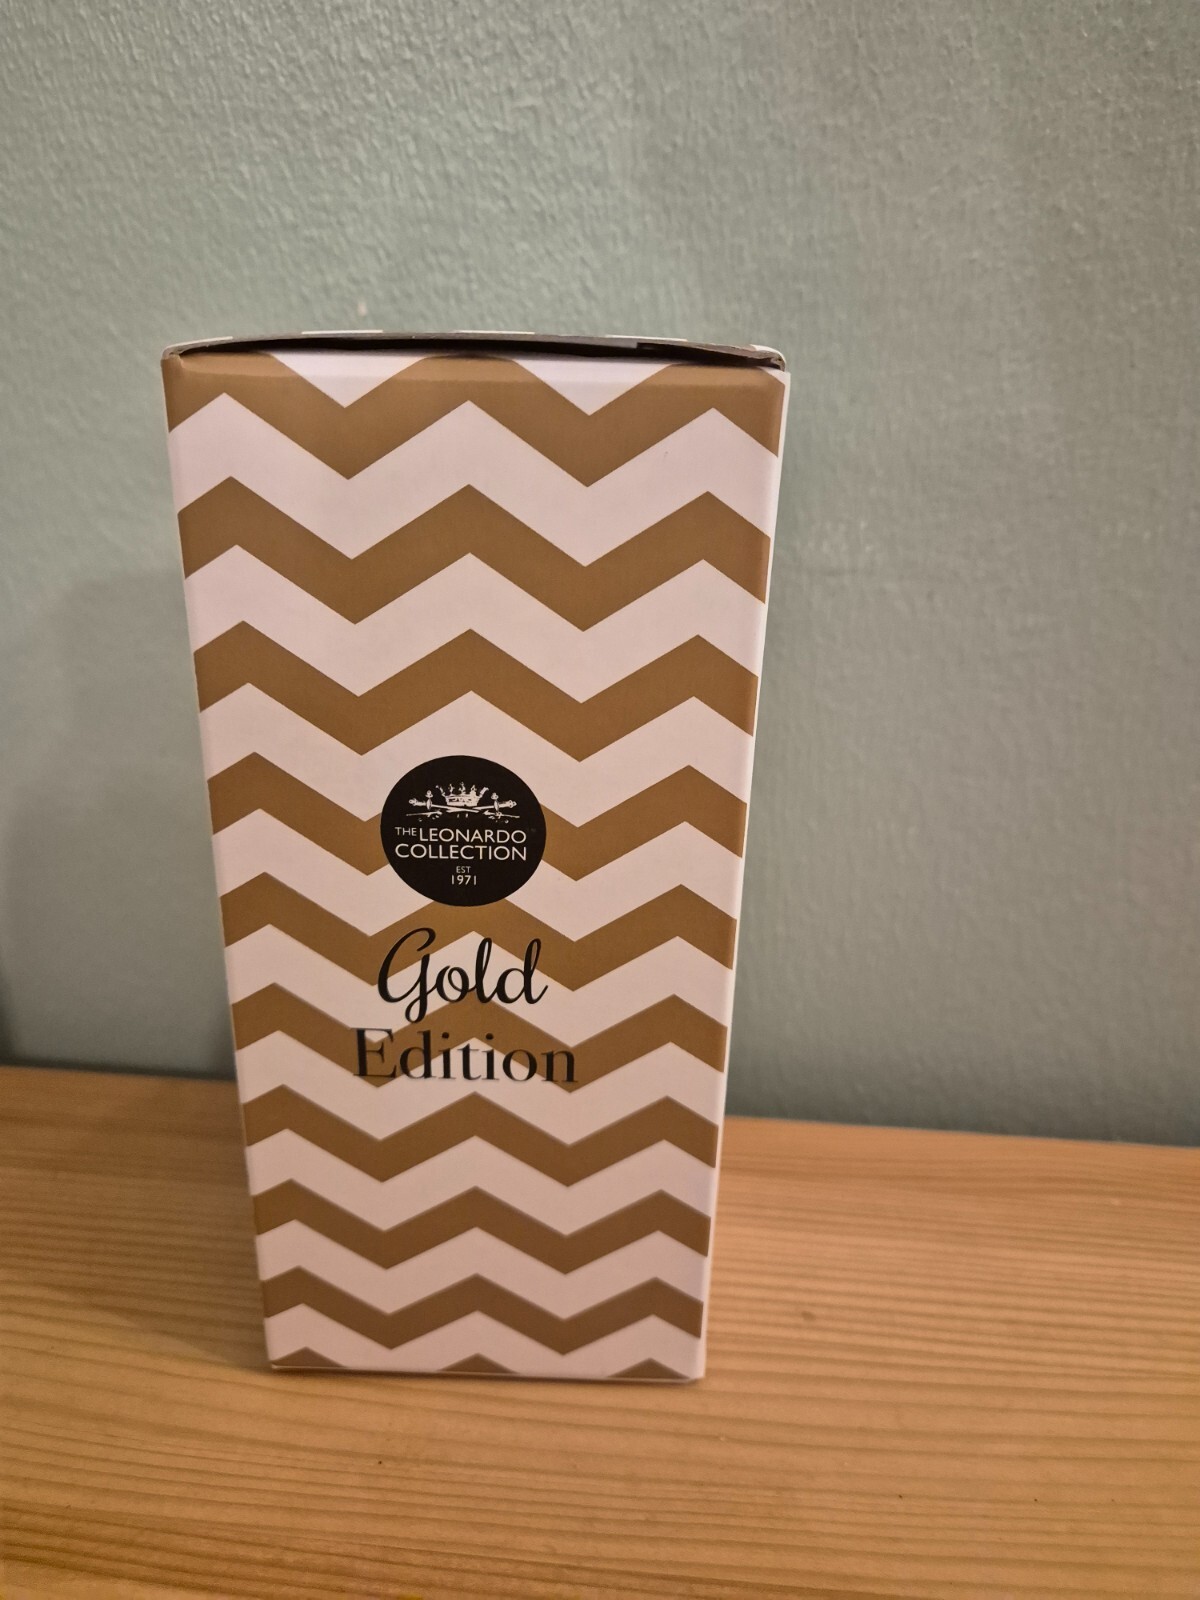 THE LEONARDO
COLLECTION
EST
1971
Gold
Edition